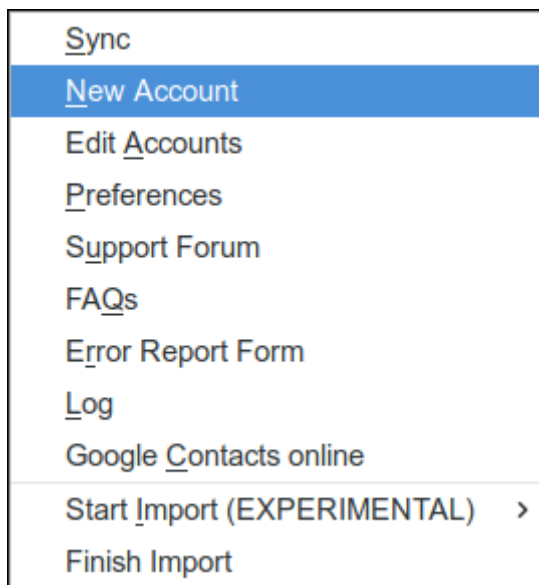 Sync
New Account
Edit Accounts
Preferences
Support Forum
FAQs
Error Report Form
Log
Google Contacts online
Start Import (EXPERIMENTAL)
Finish Import